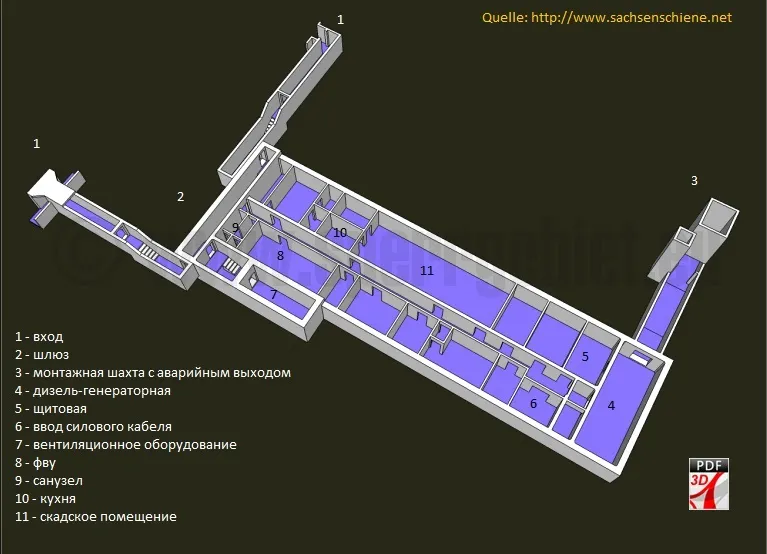 Quelle: http://www.sachsenschiene.net
1
1
2
3
9
10
8
11
7
5
6
4
1 - вход
2 - шлюз
3 - монтажная шахта с аварийным выходом
4 - дизель-генераторная
5 - щитовая
6 - ввод силового кабеля
7 - вентиляционное оборудование
8 - фву
9 - санузел
10 - кухня
11 - скадское помещение
PDF
3D